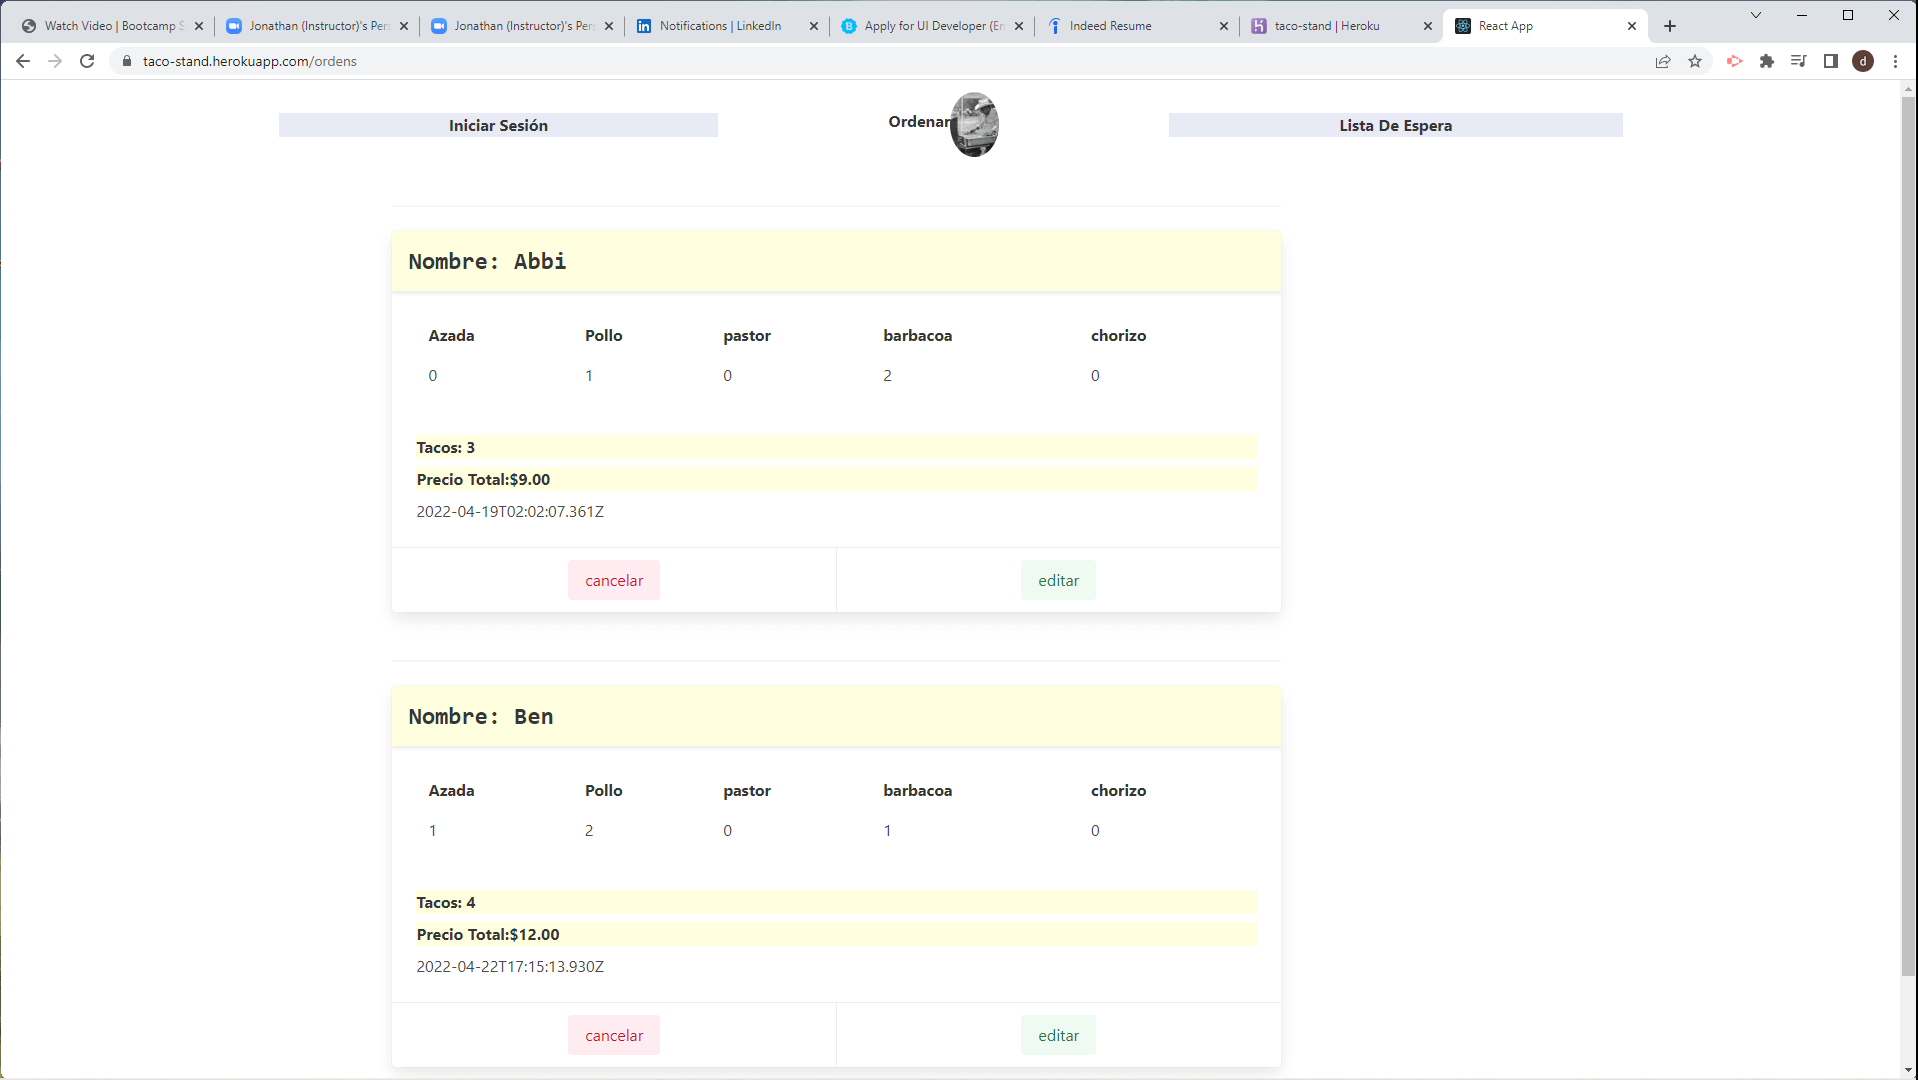 Watch Video | Bootcamp S
Jonathan (Instructor)'s Pers
Jonathan (Instructor)'s Pers
Notifications | LinkedIn
Apply for UI Developer (En
Indeed Resume
taco-stand | Heroku
React App
taco-stand.herokuapp.com/ordens
d
Iniciar Sesión
Ordenar
Lista De Espera
Nombre: Abbi
Azada Pollo pastor barbacoa chorizo
0 1 0 2 0
Tacos: 3
Precio Total:$9.00
2022-04-19T02:02:07.361Z
cancelar editar
Nombre: Ben
Azada Pollo pastor barbacoa chorizo
1 2 0 1 0
Tacos: 4
Precio Total:$12.00
2022-04-22T17:15:13.930Z
cancelar editar